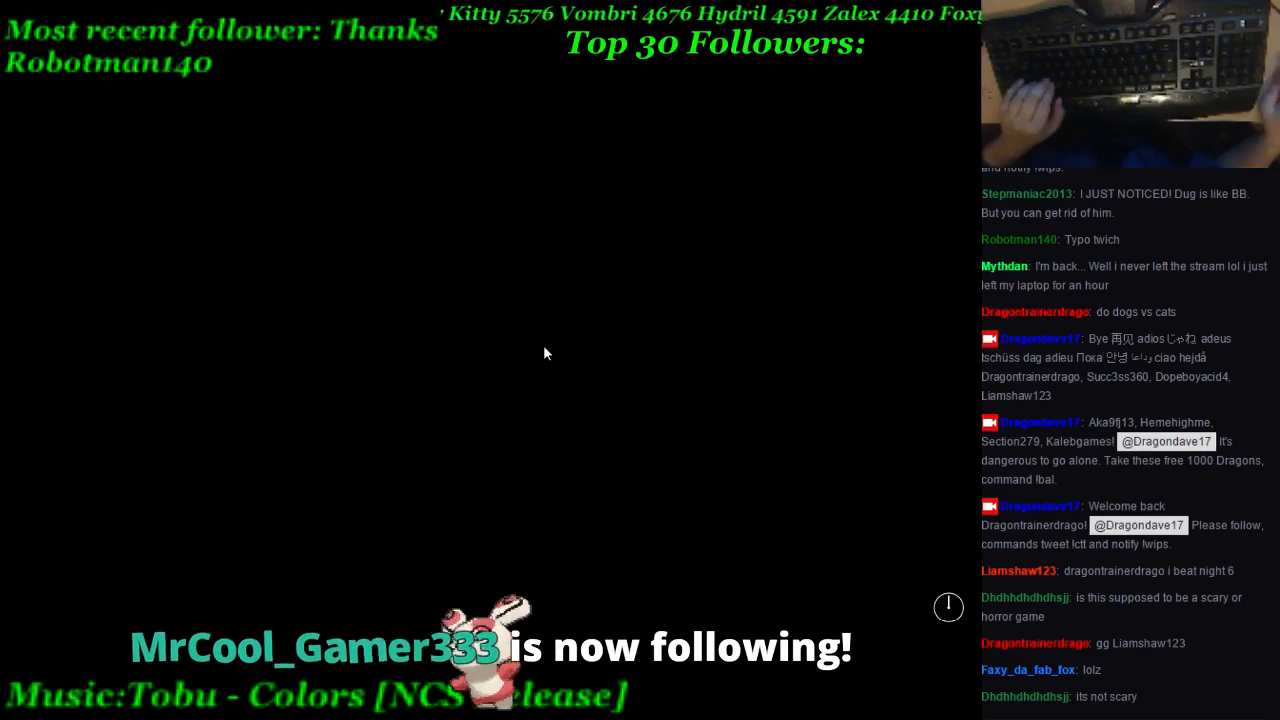 Kitty 5576 Vombri 4676 Hydril 4591 Zalex 4410 Foxy
Most recent follower: Thanks
Robotman140
Top 30 Followers:
and notify !wips.
Stepmaniac2013: I JUST NOTICED! Dug is like BB.
But you can get rid of him.
Robotman140: Typo twich
Mythdan: I'm back... Well i never left the stream lol i just
left my laptop for an hour
Dragontrainerdrago: do dogs vs cats
Dragondave17: Bye 再见 adios じゃね adeus
tschüss dag adieu Пока 安녕 وداعا ciao hejdå
Dragontrainerdrago, Succ3ss360, Dopeboyacid4,
Liamshaw123
Dragondave17: Aka9fj13, Hemehighme,
Section279, Kalebgames! @Dragondave17 It's
dangerous to go alone. Take these free 1000 Dragons,
command !bal.
Dragondave17: Welcome back
Dragontrainerdrago! @Dragondave17 Please follow,
commands tweet !ctt and notify !wips.
Liamshaw123: dragontrainerdrago i beat night 6
Dhdhhdhdhdhsjj: is this supposed to be a scary or
horror game
Dragontrainerdrago: gg Liamshaw123
Faxy_da_fab_fox: lolz
Dhdhhdhdhdhsjj: its not scary
MrCool_Gamer333 is now following!
Music:Tobu - Colors [NCS Release]